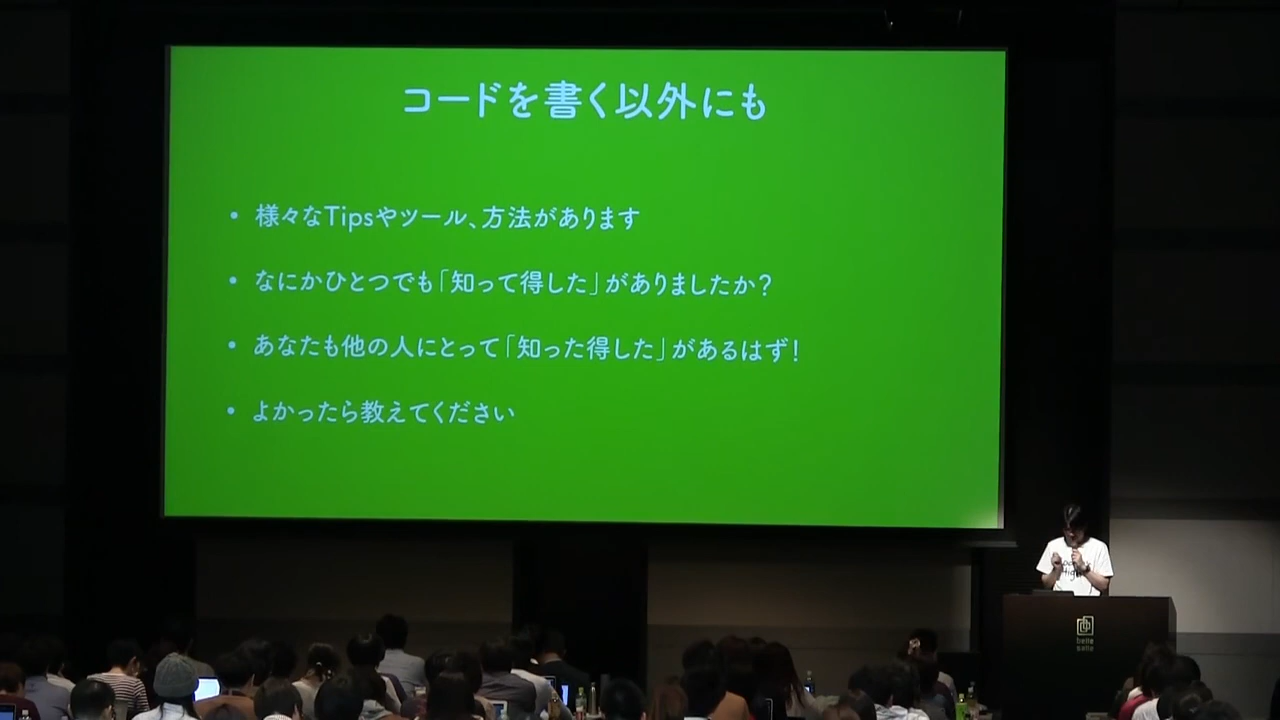 コードを書く以外にも
• 様々なTipsやツール、方法があります
• なにかひとつでも「知って得した」がありましたか？
• あなたも他の人にとって「知った得した」があるはず！
• よかったら教えてください
belle
salle